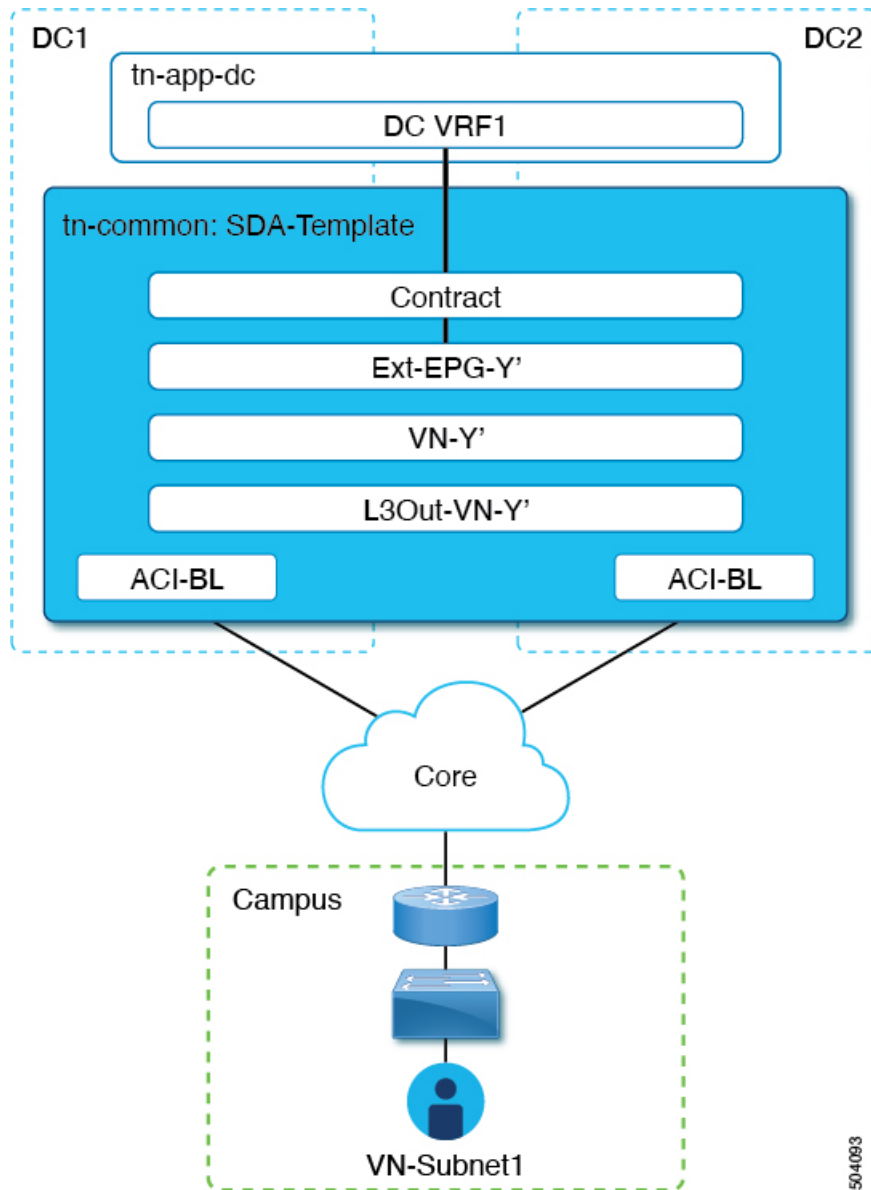 DC1
DC2
tn-app-dc
DC VRF1
tn-common: SDA-Template
Contract
Ext-EPG-Y’
VN-Y’
L3Out-VN-Y’
ACI-BL
ACI-BL
Core
Campus
VN-Subnet1
504093